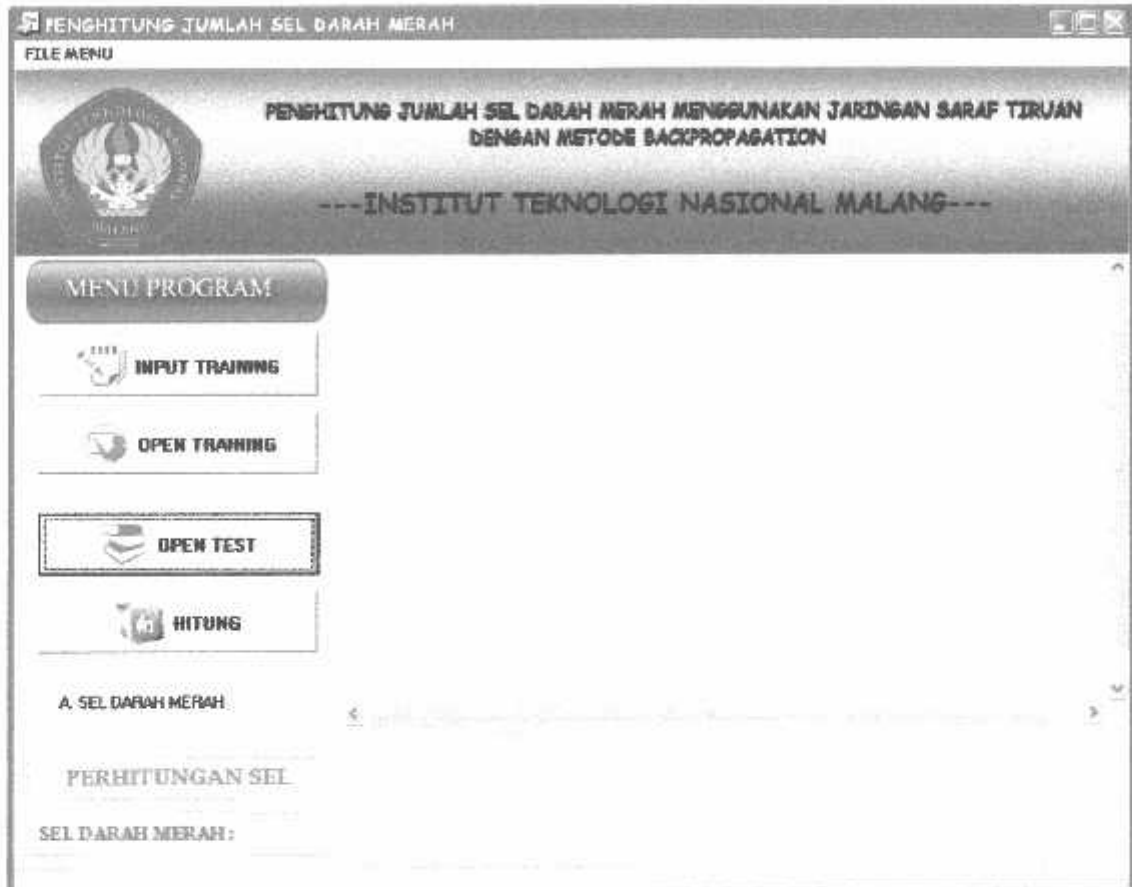 PENGHITUNG JUMLAH SEL DARAH MERAH
FILE MENU
PENGHITUNG JUMLAH SEL DARAH MERAH MENGGUNAKAN JARINGAN SARAF TIRUAN
DENGAN METODE BACKPROPAGATION
---INSTITUT TEKNOLOGI NASIONAL MALANG---
MALANG
MENU PROGRAM
INPUT TRAINING
OPEN TRAINING
OPEN TEST
HITUNG
A. SEL DARAH MERAH
PERHITUNGAN SEL
SEL DARAH MERAH :